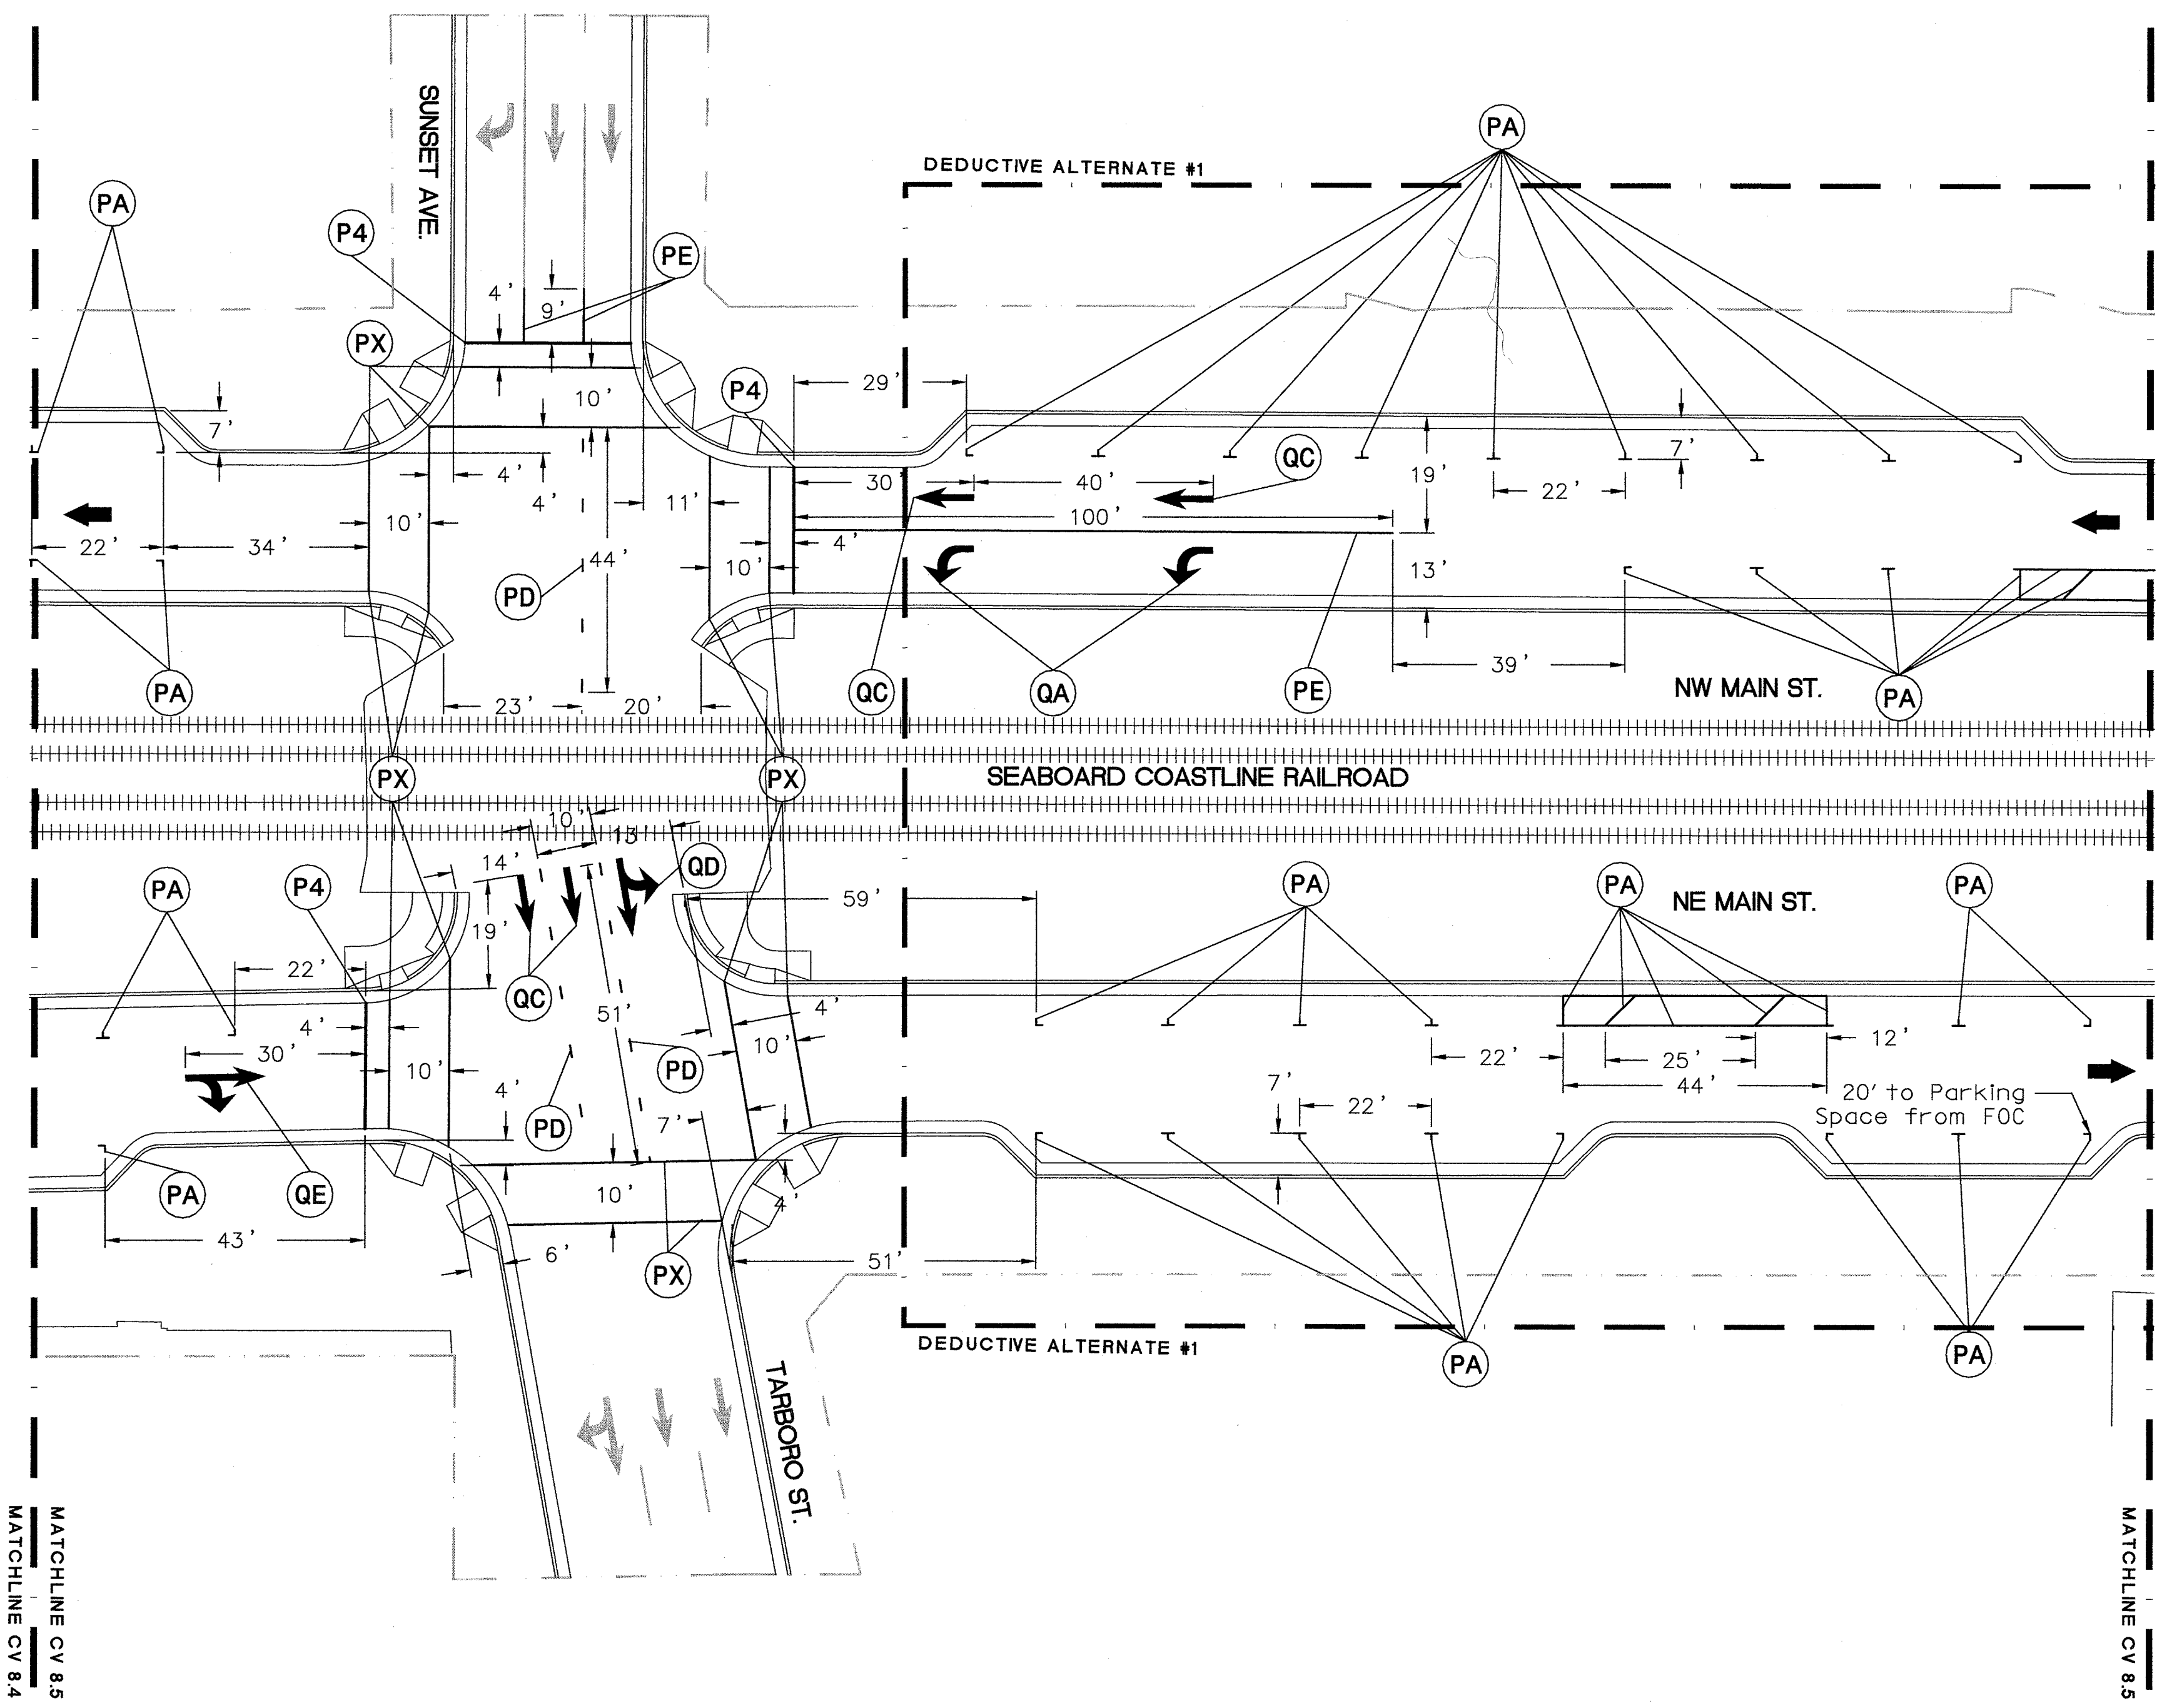 SUNSET AVE.
DEDUCTIVE ALTERNATE #1
PA
PA
P4
PE
4'
9'
PX
P4
29'
10'
7'
QC
7'
19'
4'
4'
30'
40'
22'
11'
100'
10'
22'
34'
4'
44'
10'
13'
PD
39'
PA
23'
20'
QC
QA
PE
NW MAIN ST.
PA
PX
PX
SEABOARD COASTLINE RAILROAD
10'
13'
14'
QD
PA
P4
59'
PA
PA
PA
NE MAIN ST.
19'
22'
QC
51'
4'
4'
30'
10'
10'
PD
22'
25'
12'
44'
4'
7'
22'
20' to Parking
Space from FOC
PD
7'
PA
QE
10'
4'
43'
6'
PX
51'
DEDUCTIVE ALTERNATE #1
PA
PA
TARBORO ST.
MATCHLINE CV 8.4
MATCHLINE CV 8.5
MATCHLINE CV 8.5